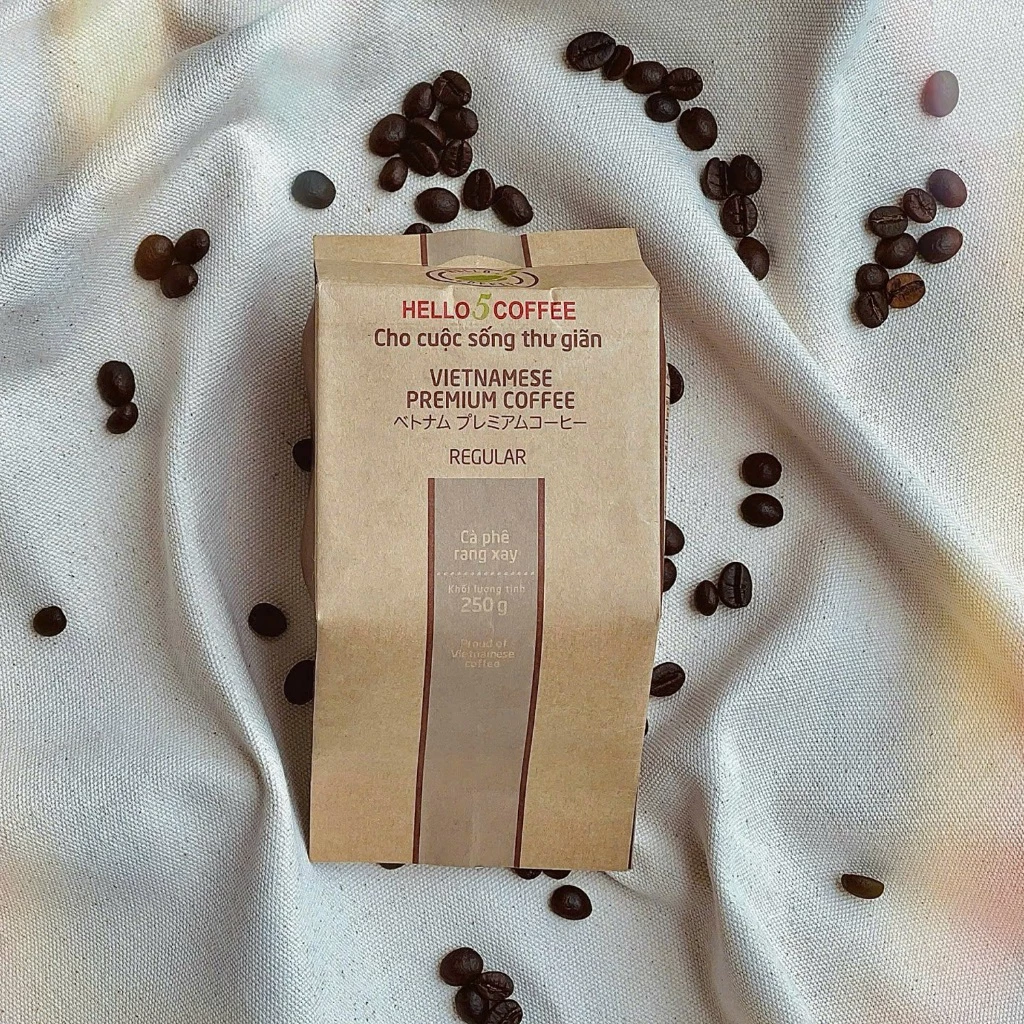 HELLO 5 COFFEE
Cho cuộc sống thư giãn
VIETNAMESE
PREMIUM COFFEE
ベトナム プレミアムコーヒー
REGULAR
Cà phê
rang xay
Khối lượng tịnh
250 g
Proud of
Vietnamese
coffee